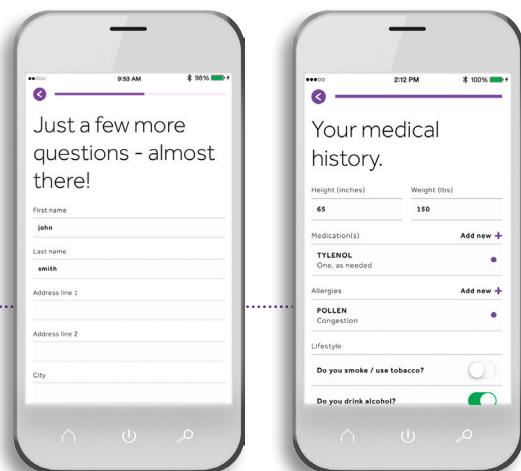 9:53 AM
98%
Just a few more
questions - almost
there!
First name
john
Last name
smith
Address line 1
Address line 2
City
2:12 PM
100%
Your medical
history.
Height (inches)
Weight (lbs)
65
150
Medication(s)
Add new +
TYLENOL
One, as needed
Allergies
Add new +
POLLEN
Congestion
Lifestyle
Do you smoke / use tobacco?
Do you drink alcohol?